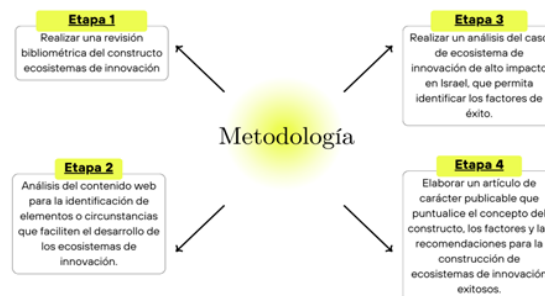 Etapa 1
Realizar una revisión
bibliométrica del constructo
ecosistemas de innovación
Etapa 2
Análisis del contenido web
para la identificación de
elementos o circunstancias
que faciliten el desarrollo de
los ecosistemas de
innovación.
Metodología
Etapa 3
Realizar un análisis del caso
de ecosistema de
innovación de alto impacto
en Israel, que permita
identificar los factores de
éxito.
Etapa 4
Elaborar un artículo de
carácter publicable que
puntualice el concepto del
constructo, los factores y la
recomendaciones para la
construcción de
ecosistemas de innovación
exitosos.